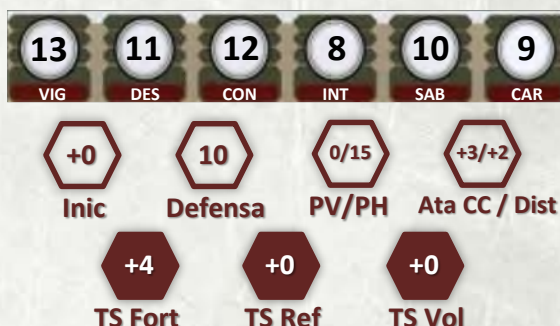 13 11 12 8 10 9
VIG DES CON INT SAB CAR
+0 10 0/15 +3/+2
Inic Defensa PV/PH Ata CC / Dist
+4 +0 +0
TS Fort TS Ref TS Vol